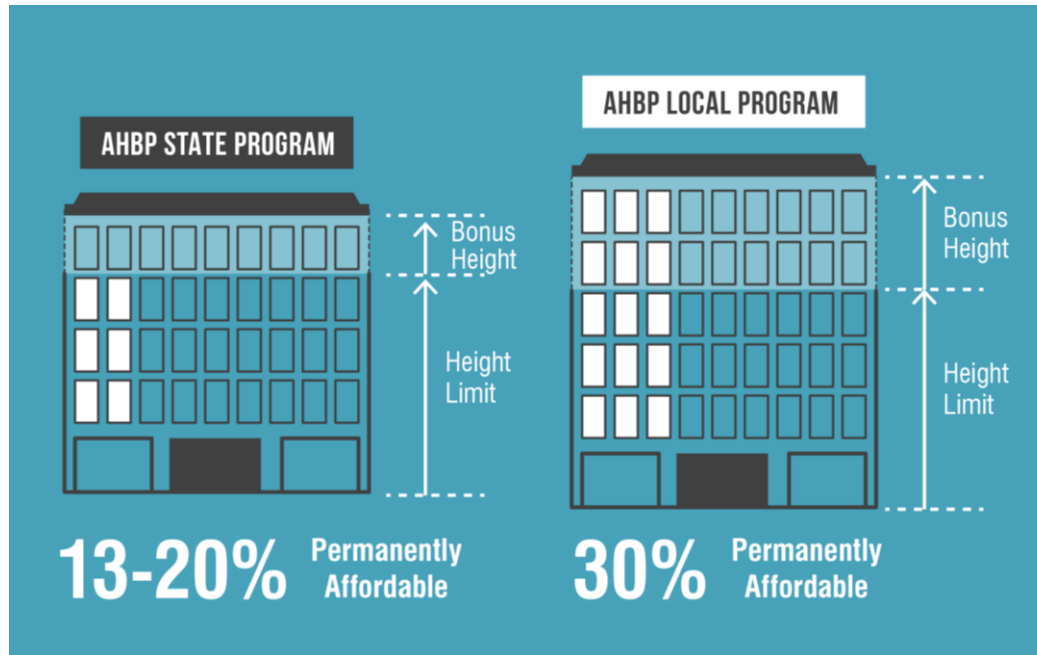 AHBP STATE PROGRAM
Bonus
Height
Height
Limit
13-20%
Permanently
Affordable
AHBP LOCAL PROGRAM
Bonus
Height
Height
Limit
30%
Permanently
Affordable